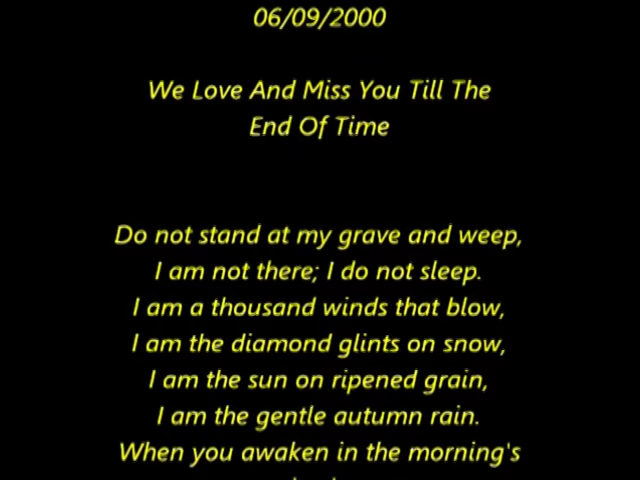 06/09/2000
We Love And Miss You Till The
End Of Time
Do not stand at my grave and weep,
I am not there; I do not sleep.
I am a thousand winds that blow,
I am the diamond glints on snow,
I am the sun on ripened grain,
I am the gentle autumn rain.
When you awaken in the morning's